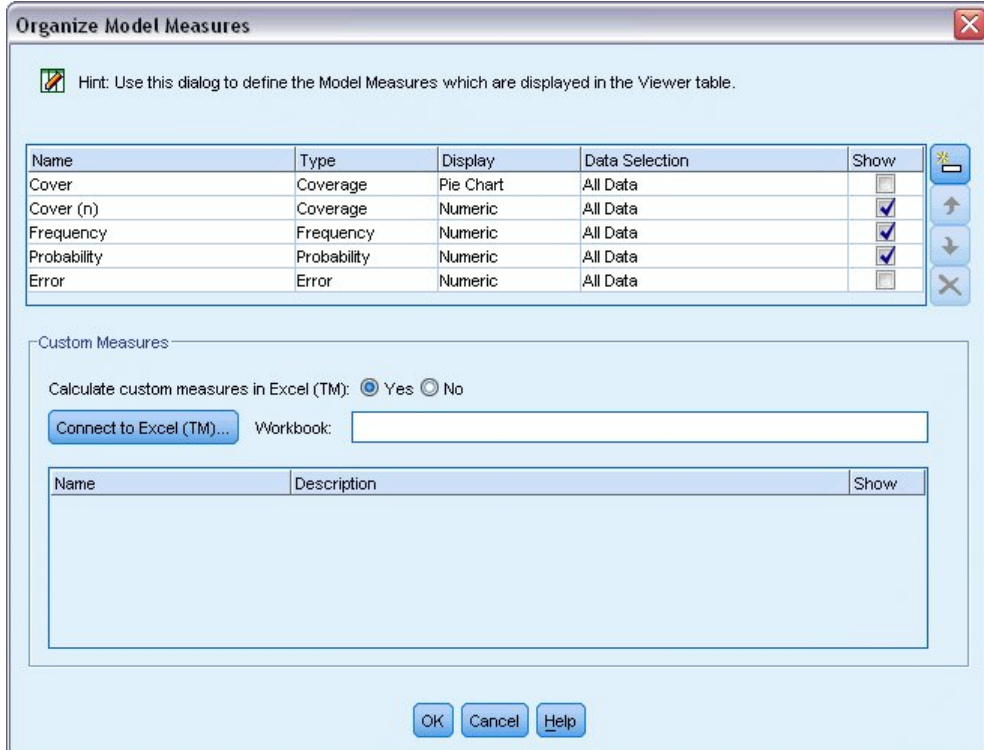 Organize Model Measures
Hint: Use this dialog to define the Model Measures which are displayed in the Viewer table.
Name Type Display Data Selection Show
Cover Coverage Pie Chart All Data
Cover (n) Coverage Numeric All Data
Frequency Frequency Numeric All Data
Probability Probability Numeric All Data
Error Error Numeric All Data
Custom Measures
Calculate custom measures in Excel (TM): Yes No
Connect to Excel (TM)... Workbook:
Name Description Show
OK Cancel Help